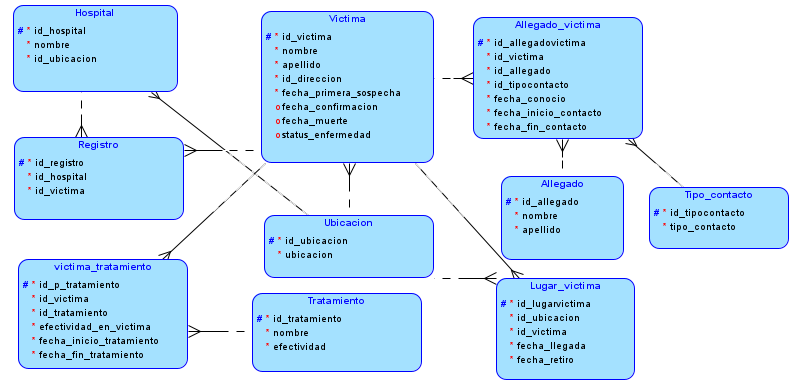 Hospital
# * id_hospital
* nombre
* id_ubicacion
Victima
# * id_victima
* nombre
* apellido
* id_direccion
* fecha_primera_sospecha
o fecha_confirmacion
o fecha_muerte
o status_enfermedad
Allegado_victima
# * id_allegadovictima
* id_victima
* id_allegado
* id_tipocontacto
* fecha_conocio
* fecha_inicio_contacto
* fecha_fin_contacto
Registro
# * id_registro
* id_hospital
* id_victima
Allegado
* id_allegado
* nombre
* apellido
Tipo_contacto
# * id_tipocontacto
* tipo_contacto
Ubicacion
# * id_ubicacion
* ubicacion
victima_tratamiento
# * id_p_tratamiento
* id_victima
* id_tratamiento
* efectividad_en_victima
* fecha_inicio_tratamiento
* fecha_fin_tratamiento
Tratamiento
# * id_tratamiento
* nombre
* efectividad
Lugar_victima
# * id_lugarvictima
* id_ubicacion
* id_victima
* fecha_llegada
* fecha_retiro